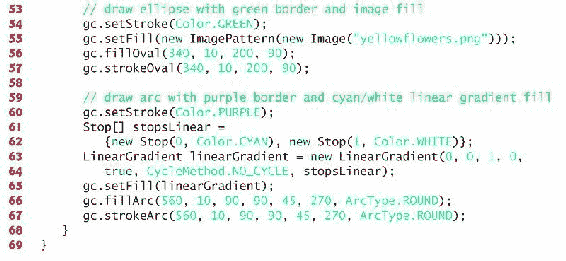 53 // draw ellipse with green border and image fill
54 gc.setStroke(Color.GREEN);
55 gc.setFill(new ImagePattern(new Image("yellowflowers.png")));
56 gc.fillOval(340, 10, 200, 90);
57 gc.strokeOval(340, 10, 200, 90);
58
59 // draw arc with purple border and cyan/white linear gradient fill
60 gc.setStroke(Color.PURPLE);
61 Stop[] stopsLinear =
62 {new Stop(0, Color.CYAN), new Stop(1, Color.WHITE)};
63 LinearGradient linearGradient = new LinearGradient(0, 0, 1, 0,
64 true, CycleMethod.NO_CYCLE, stopsLinear);
65 gc.setFill(linearGradient);
66 gc.fillArc(560, 10, 90, 90, 45, 270, ArcType.ROUND);
67 gc.strokeArc(560, 10, 90, 90, 45, 270, ArcType.ROUND);
68 }
69 }